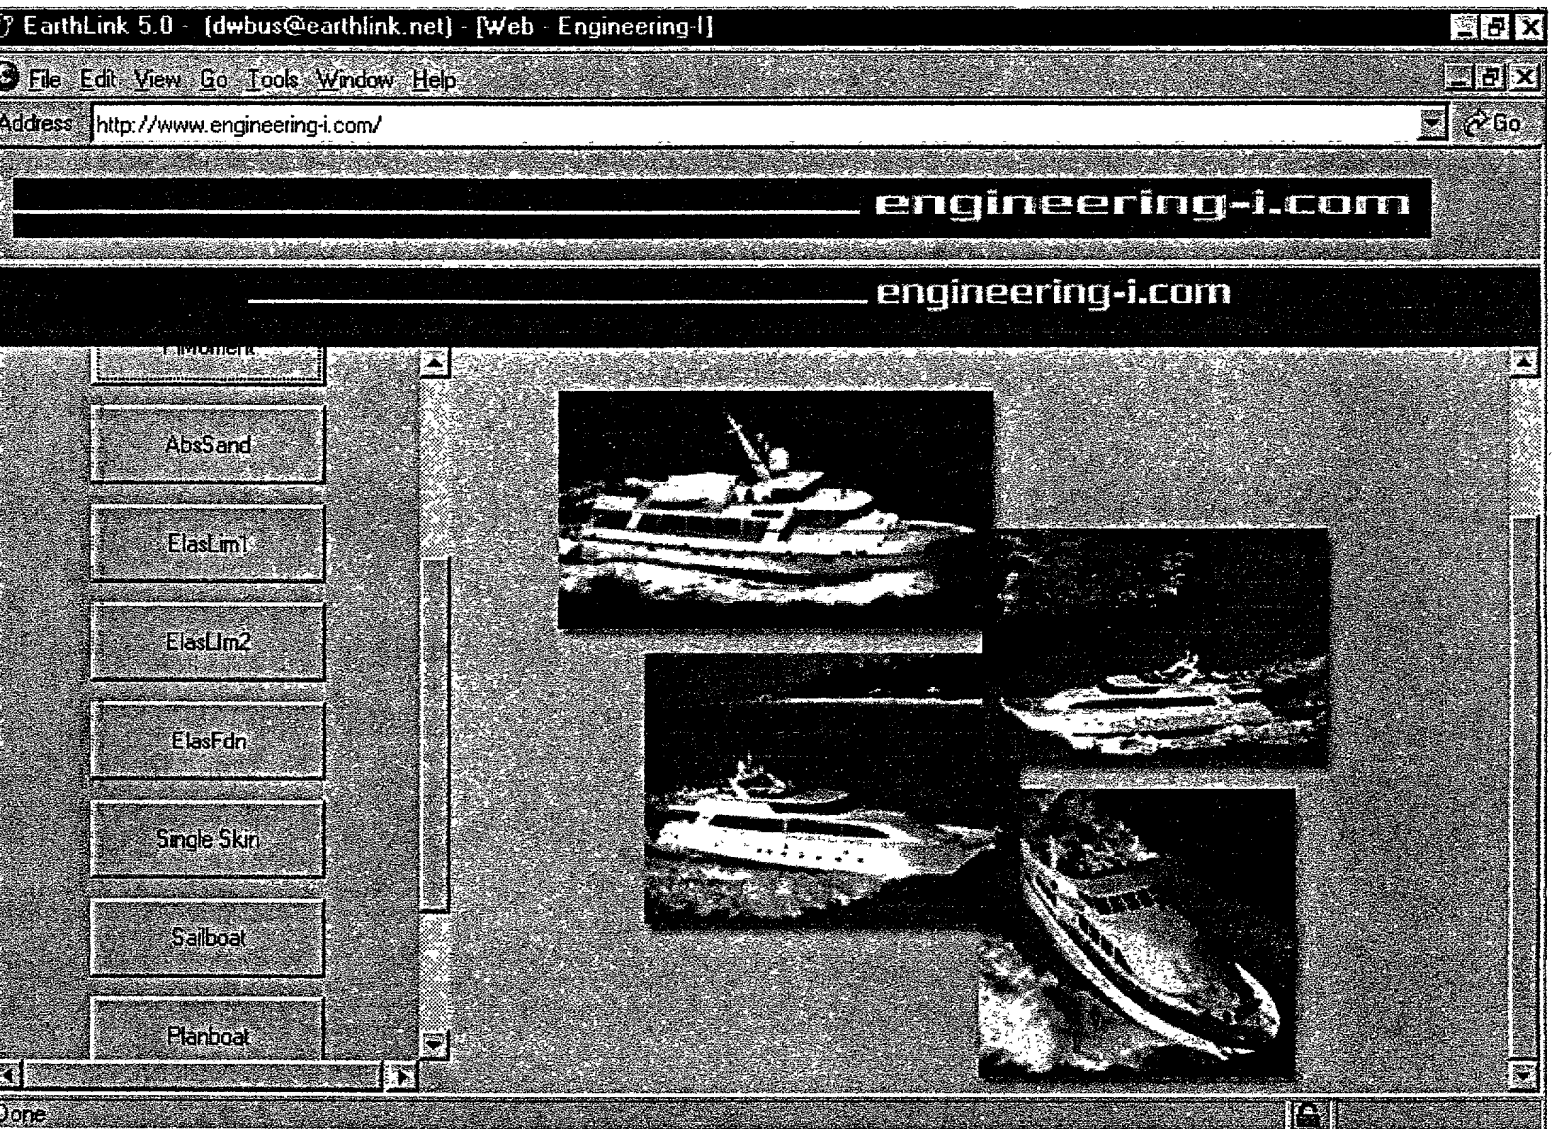 EarthLink 5.0 - (dwbus@earthlink.net) - [Web - Engineering-I]
File Edit View Go Tools Window Help
Address http://www.engineering-i.com/ Go
engineering-i.com
engineering-i.com
AbsSand
ElasLim1
ElasLIm2
ElasFdn
Single Skin
Sailboat
Planboat
Done